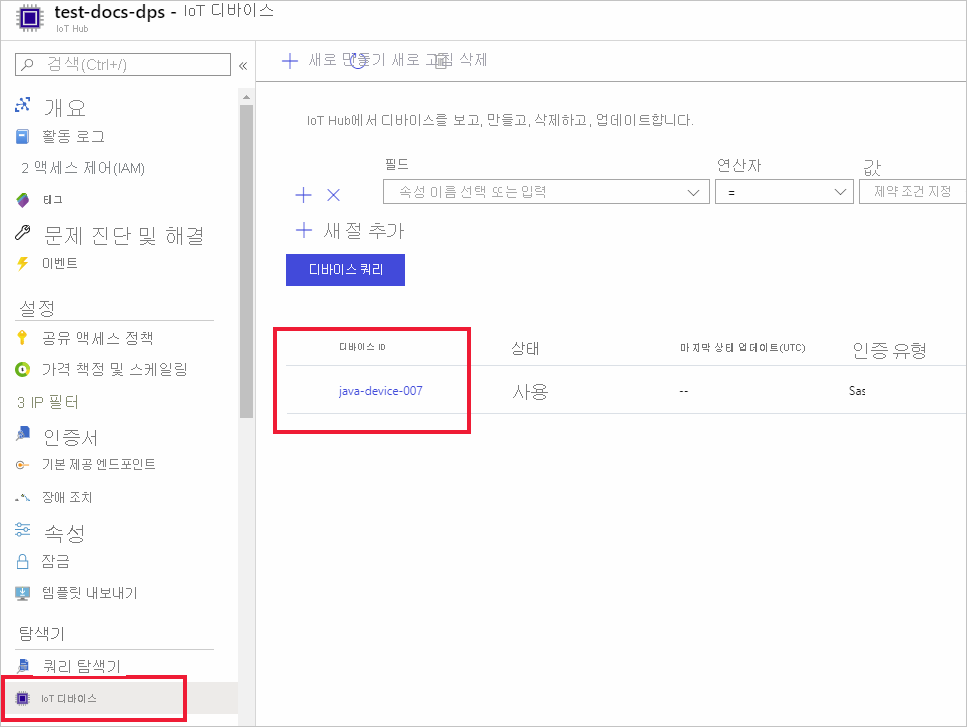 test-docs-dps - IoT 디바이스
IoT Hub
검색(Ctrl+/)
«
개요
활동 로그
2 액세스 제어(IAM)
태그
문제 진단 및 해결
이벤트
설정
공유 액세스 정책
가격 책정 및 스케일링
3 IP 필터
인증서
기본 제공 엔드포인트
장애 조치
속성
잠금
템플릿 내보내기
탐색기
쿼리 탐색기
IoT 디바이스
새로 만들기 새로 고침 삭제
IoT Hub에서 디바이스를 보고, 만들고, 삭제하고, 업데이트합니다.
필드 연산자 값
속성 이름 선택 또는 입력 = 제약 조건 지정
새 절 추가
디바이스 쿼리
디바이스 ID 상태 마지막 상태 업데이트(UTC) 인증 유형
java-device-007 사용 -- Sas